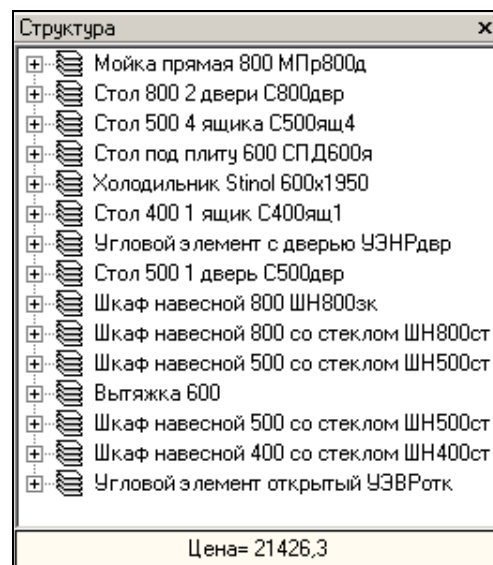 Структура
Мойка прямая 800 МПр800д
Стол 800 2 двери С800двр
Стол 500 4 ящика С500ящ4
Стол под плиту 600 СПД600я
Холодильник Stinol 600x1950
Стол 400 1 ящик С400ящ1
Угловой элемент с дверью УЭНРдвр
Стол 500 1 дверь С500двр
Шкаф навесной 800 ШН800зк
Шкаф навесной 800 со стеклом ШН800ст
Шкаф навесной 500 со стеклом ШН500ст
Вытяжка 600
Шкаф навесной 500 со стеклом ШН500ст
Шкаф навесной 400 со стеклом ШН400ст
Угловой элемент открытый УЭВРотк
Цена= 21426,3